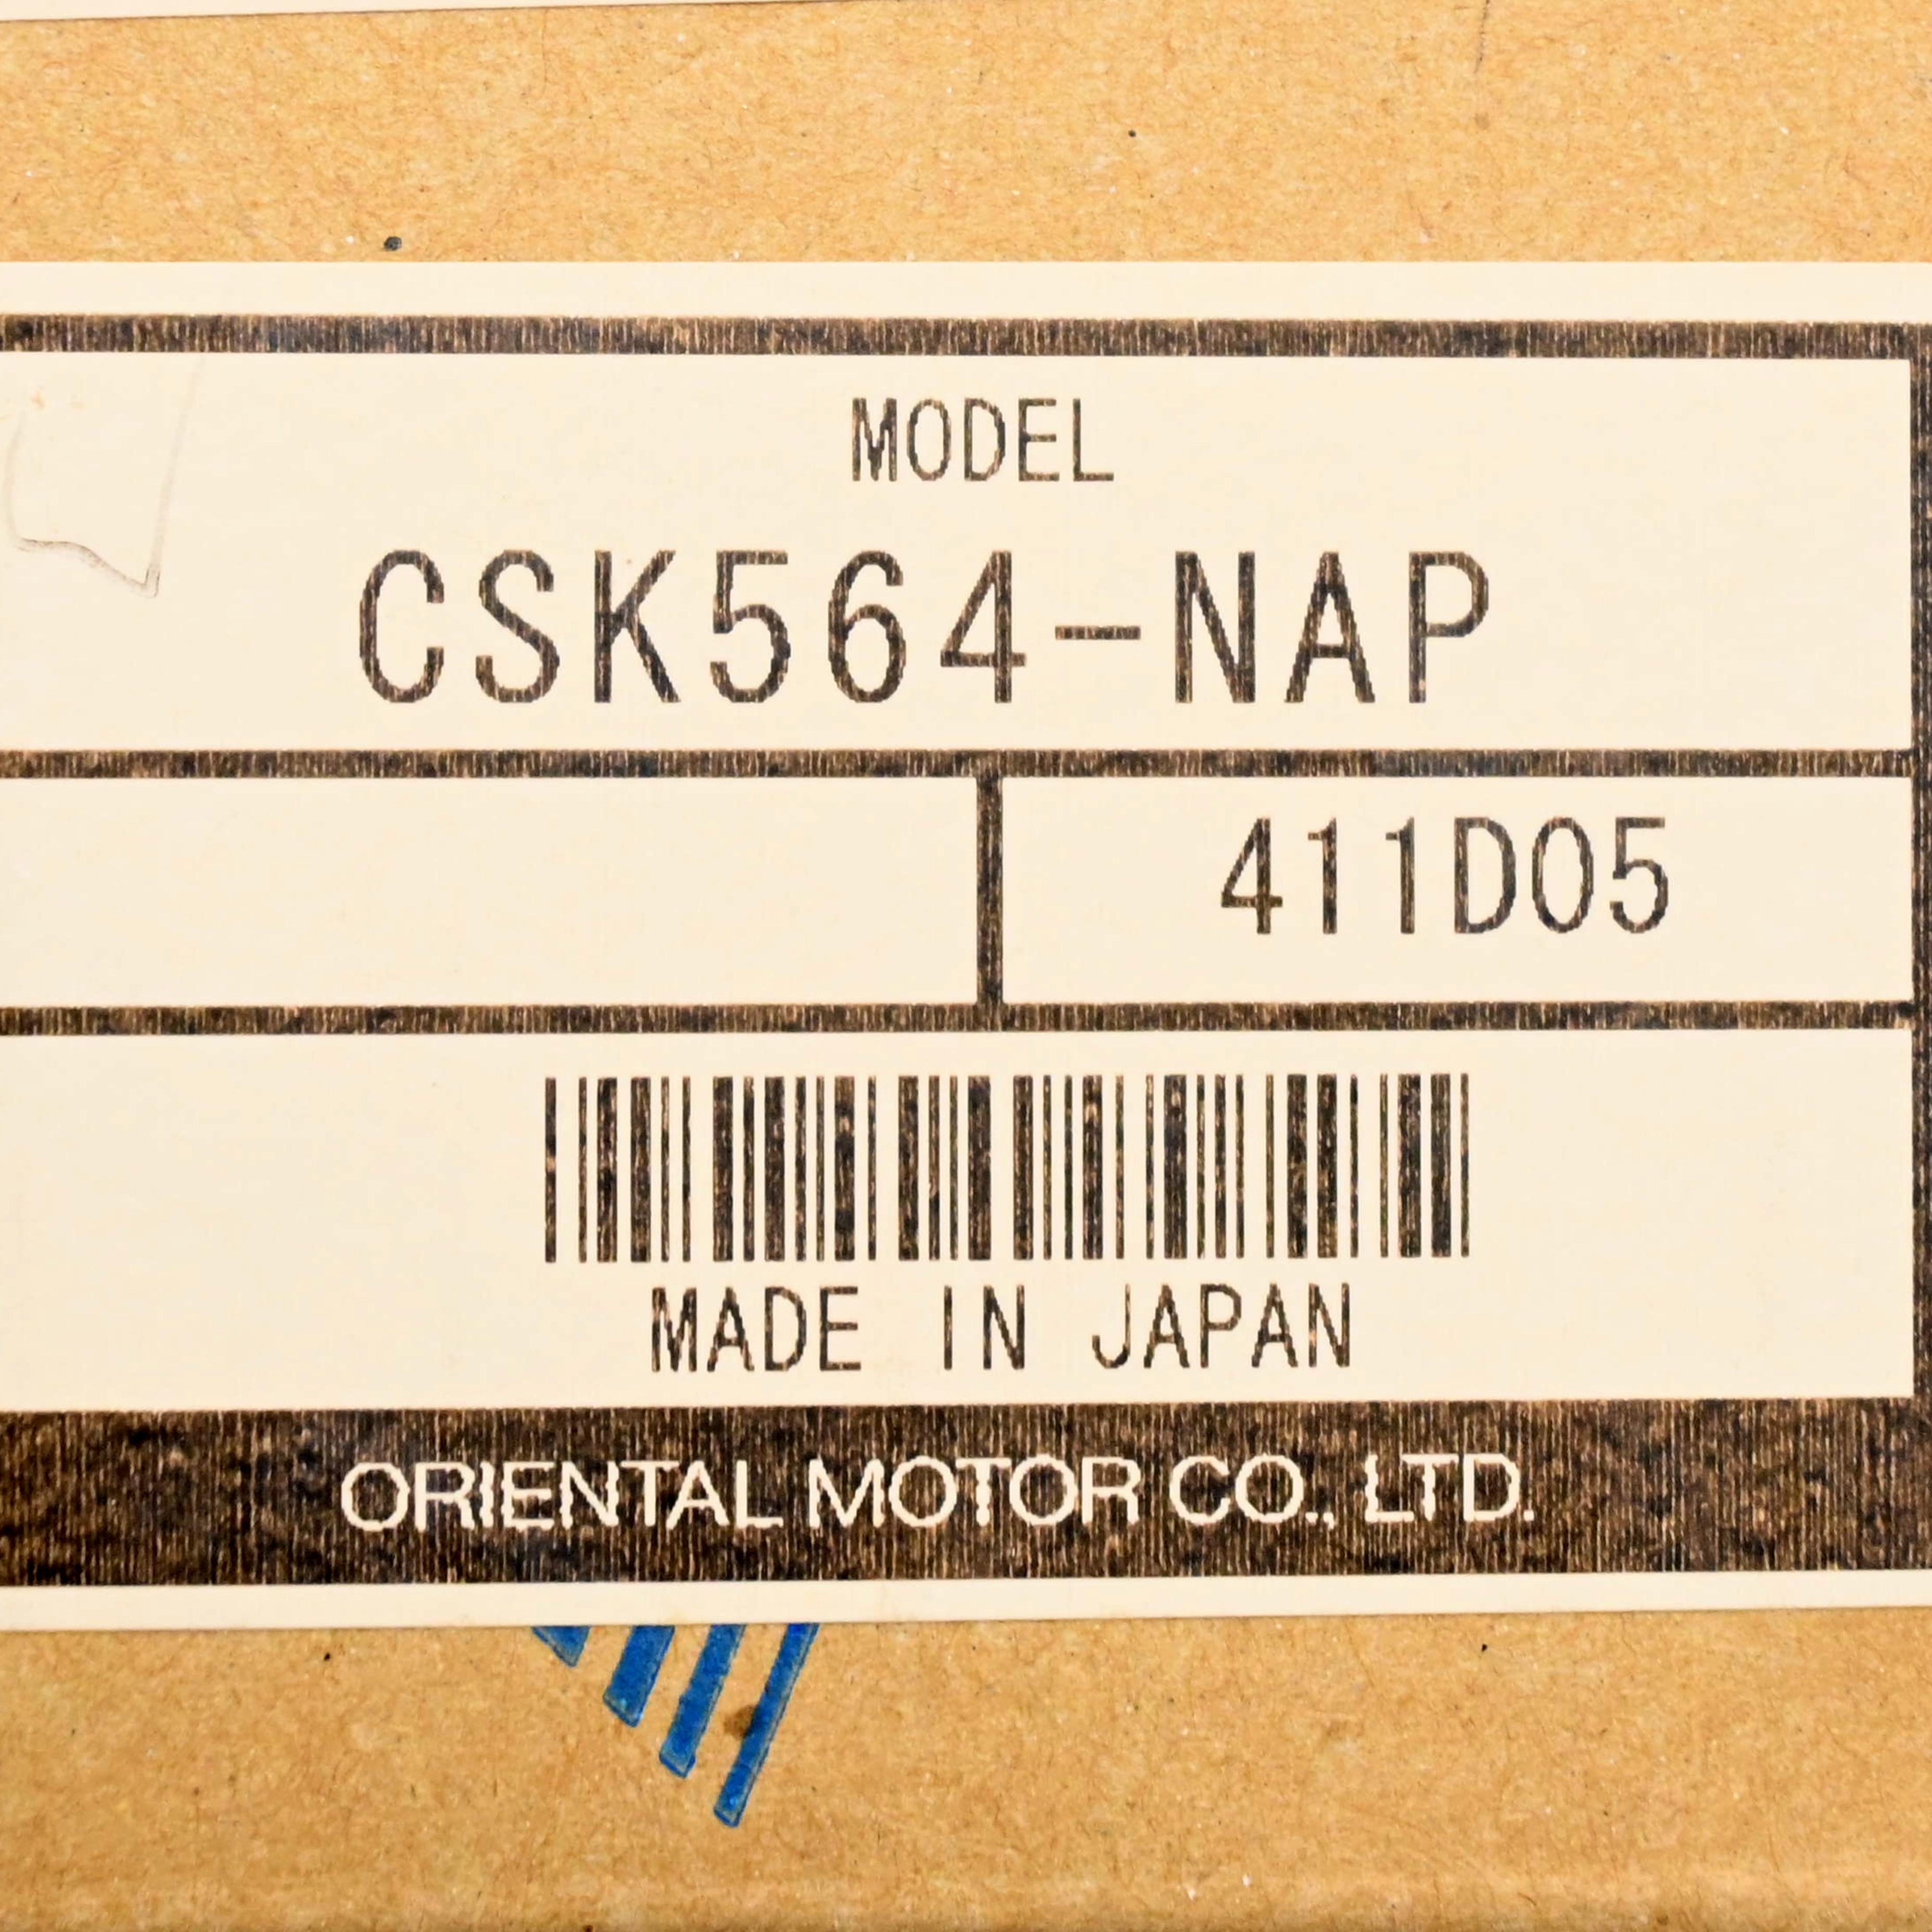 MODEL
CSK564-NAP
411D05
MADE IN JAPAN
ORIENTAL MOTOR CO., LTD.